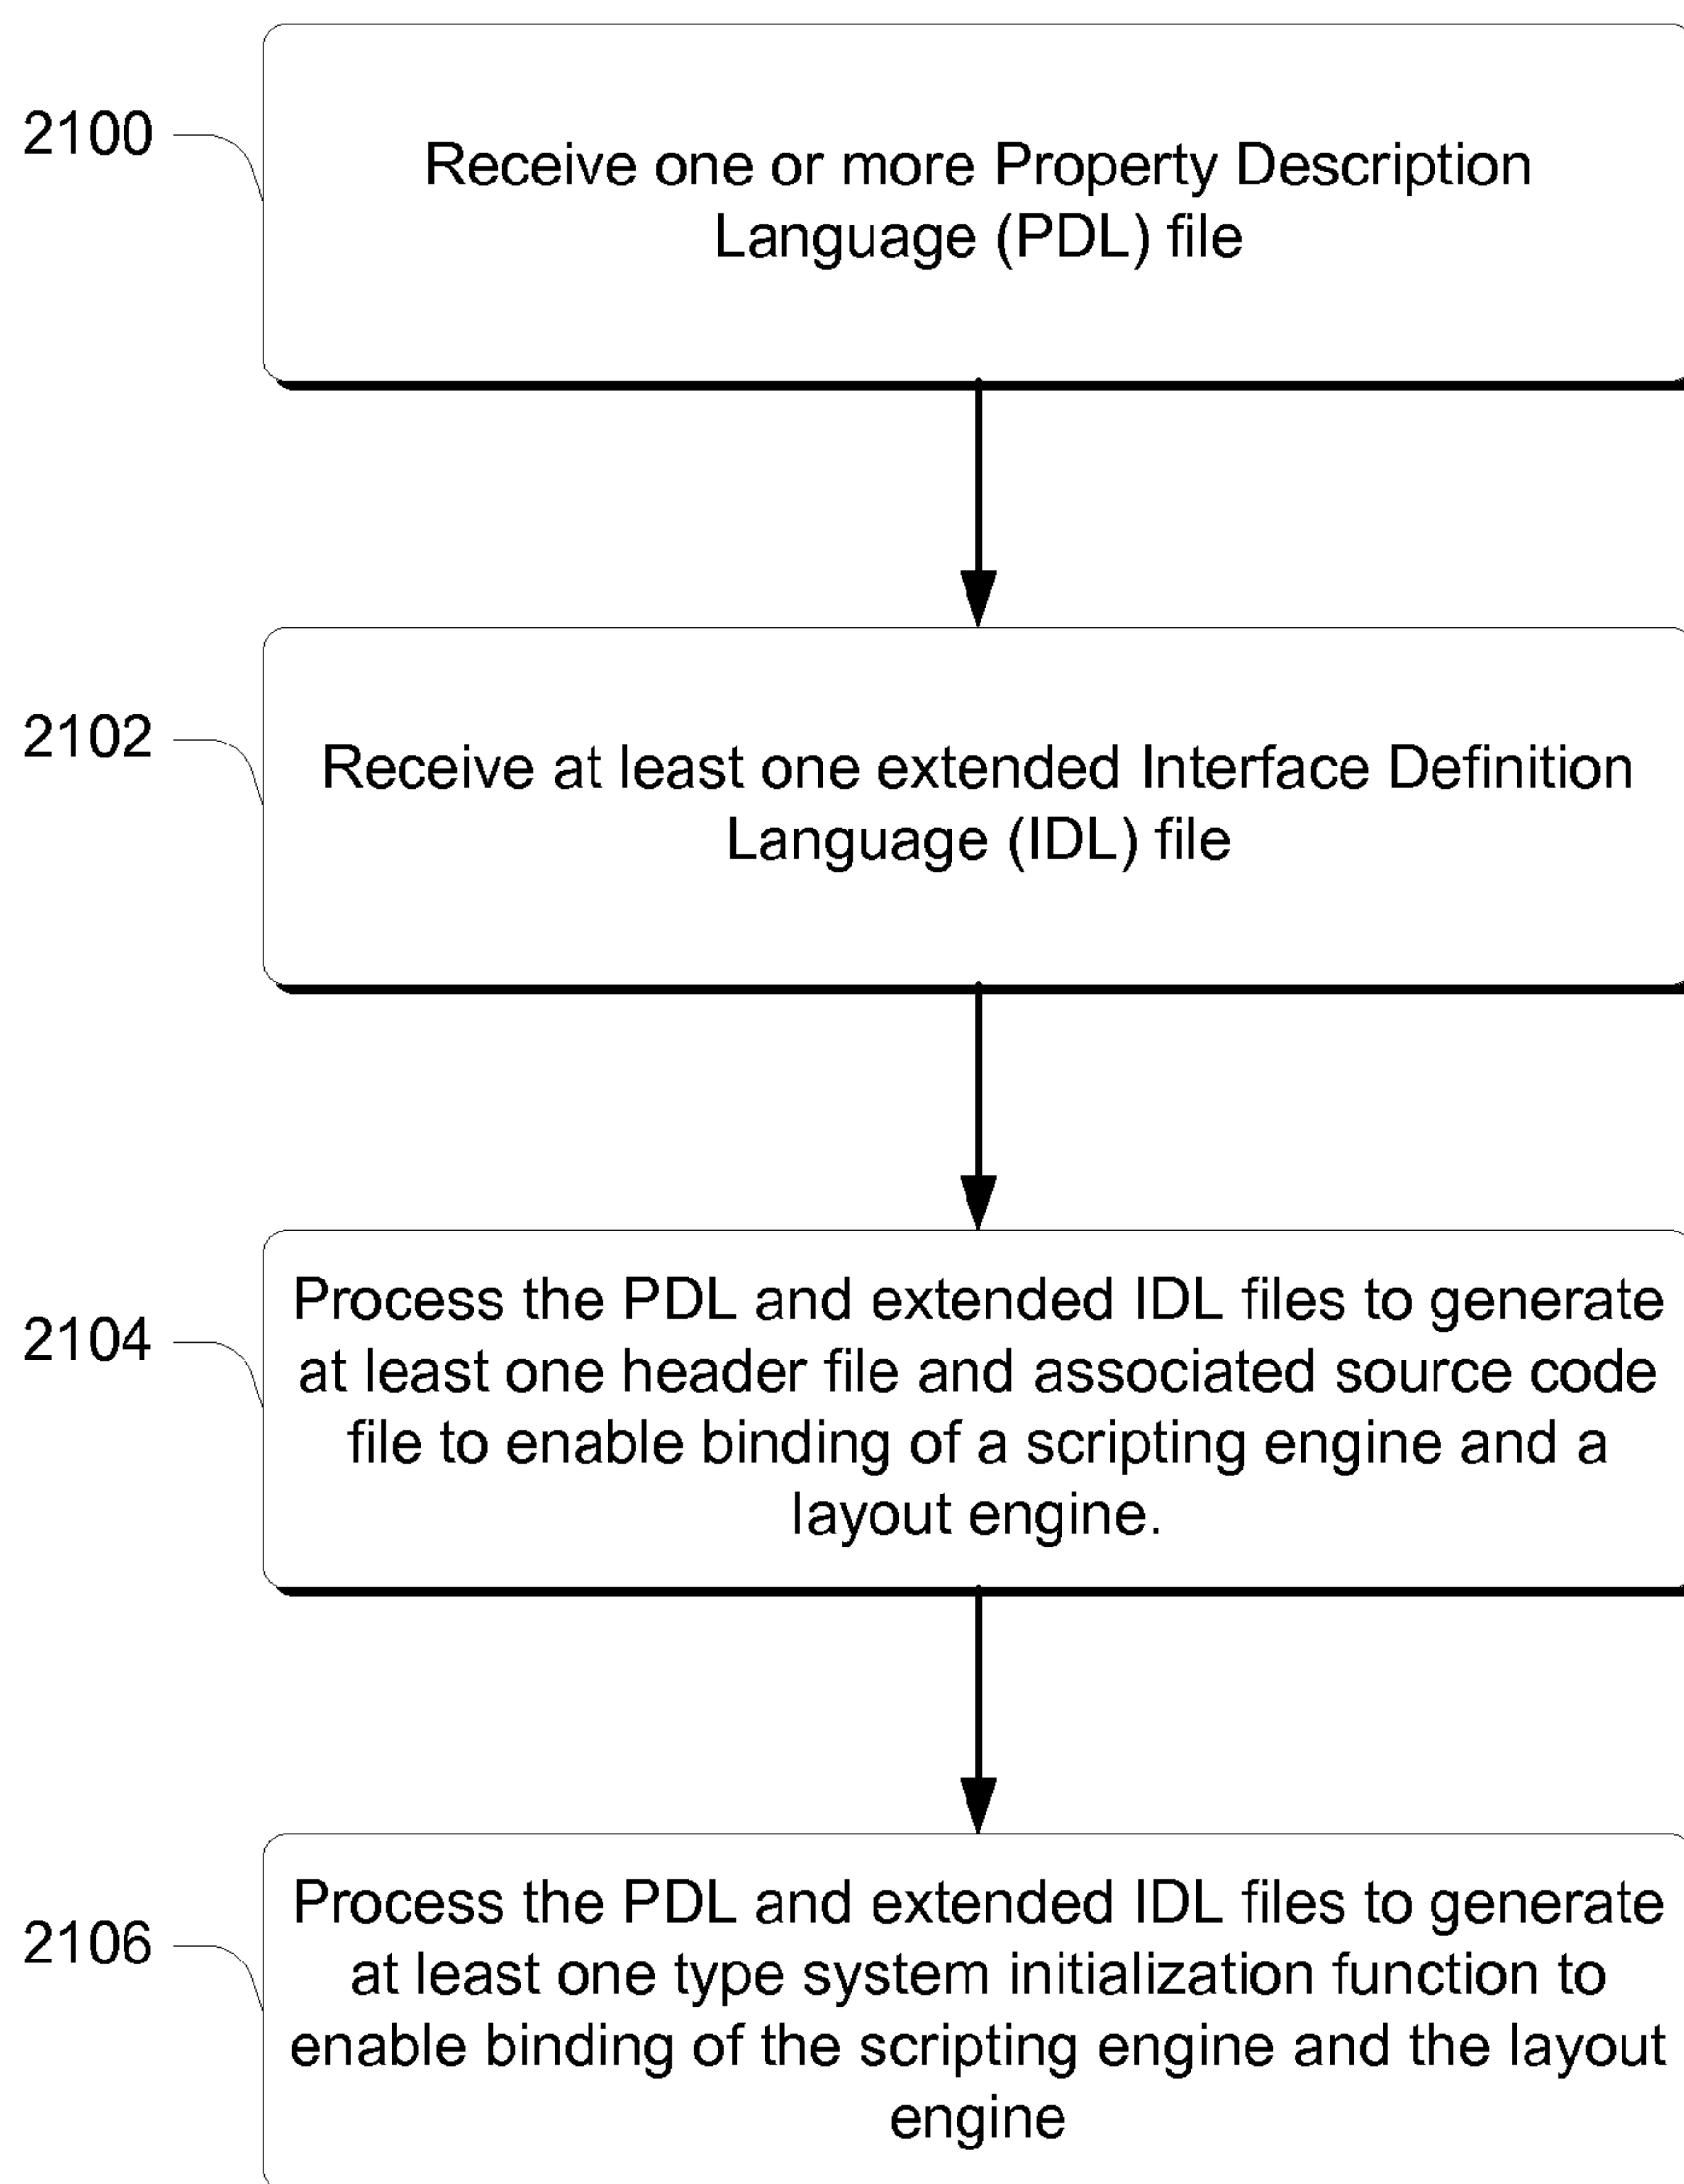 2100
Receive one or more Property Description
Language (PDL) file
2102
Receive at least one extended Interface Definition
Language (IDL) file
2104
Process the PDL and extended IDL files to generate
at least one header file and associated source code
file to enable binding of a scripting engine and a
layout engine.
2106
Process the PDL and extended IDL files to generate
at least one type system initialization function to
enable binding of the scripting engine and the layout
engine